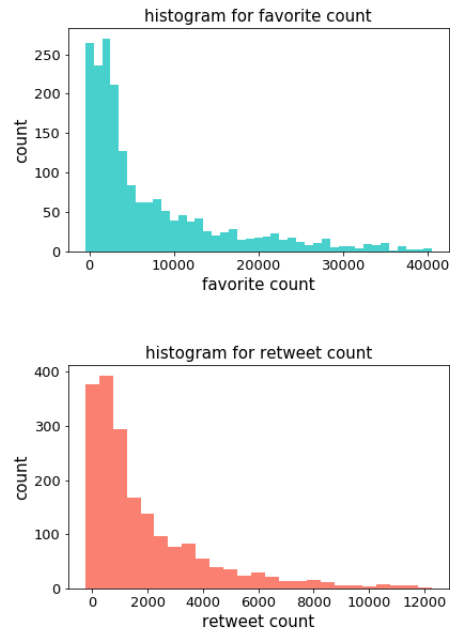 histogram for favorite count
250
200
150
100
50
0
count
0 10000 20000 30000 40000
favorite count
histogram for retweet count
400
300
200
100
0
count
0 2000 4000 6000 8000 10000 12000
retweet count